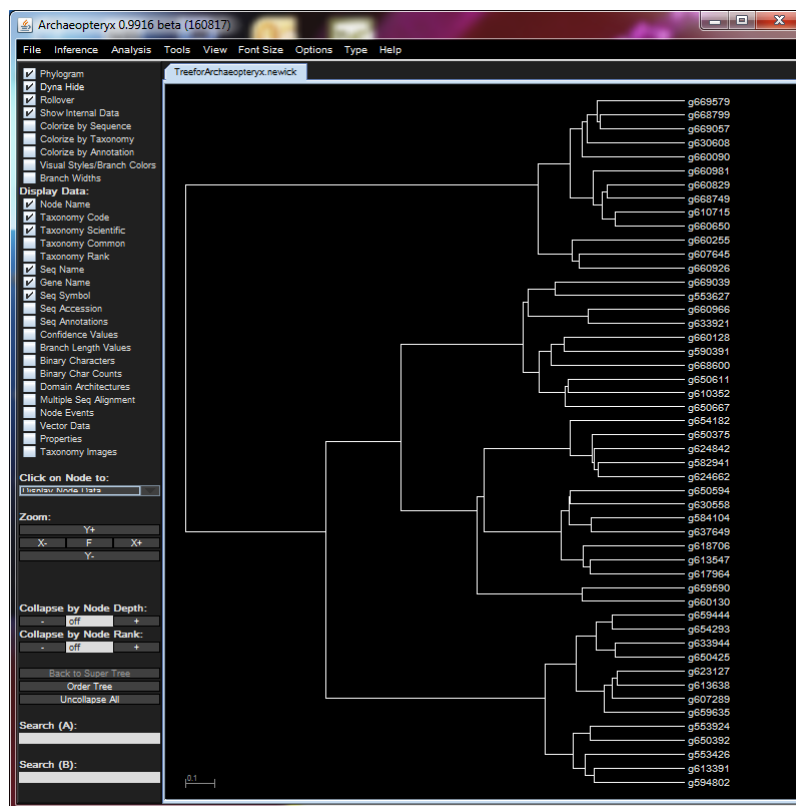 Archaeopteryx 0.9916 beta (160817)
File Inference Analysis Tools View Font Size Options Type Help
TreeforArchaeopteryx.newick
Phylogram
Dyna Hide
Rollover
Show Internal Data
Colorize by Sequence
Colorize by Taxonomy
Colorize by Annotation
Visual Styles/Branch Colors
Branch Widths
Display Data:
Node Name
Taxonomy Code
Taxonomy Scientific
Taxonomy Common
Taxonomy Rank
Seq Name
Gene Name
Seq Symbol
Seq Accession
Seq Annotations
Confidence Values
Branch Length Values
Binary Characters
Binary Char Counts
Domain Architectures
Multiple Seq Alignment
Node Events
Vector Data
Properties
Taxonomy Images
Click on Node to:
Display Node Data
Zoom:
Y+
X- F X+
Y-
Collapse by Node Depth:
- off +
Collapse by Node Rank:
- off +
Back to Super Tree
Order Tree
Uncollapse All
Search (A):
Search (B):
g669579
g668799
g669057
g630608
g660090
g660981
g660829
g668749
g610715
g660650
g660255
g607645
g660926
g669039
g553627
g660966
g633921
g660128
g590391
g668600
g650611
g610352
g650667
g654182
g650375
g624842
g582941
g624662
g650594
g630558
g584104
g637649
g618706
g613547
g617964
g659590
g660130
g659444
g654293
g633944
g650425
g623127
g613638
g607289
g659635
g553924
g650392
g553426
g613391
g594802
0.1